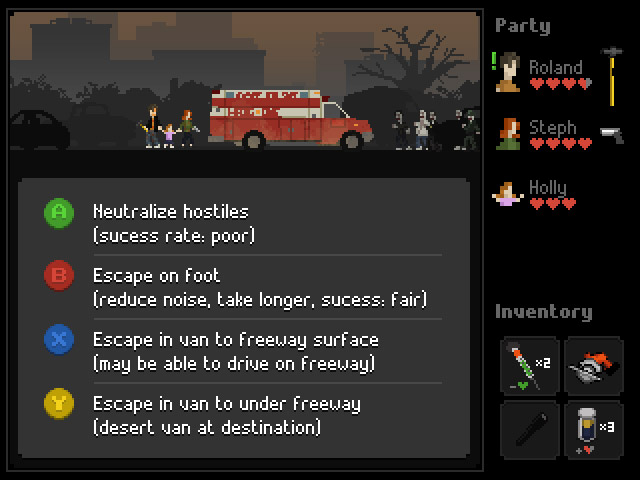 Party
! Roland
Steph
Holly
A Neutralize hostiles
(sucess rate: poor)
B Escape on foot
(reduce noise, take longer, sucess: fair)
X Escape in van to freeway surface
(may be able to drive on freeway)
Y Escape in van to under freeway
(desert van at destination)
Inventory
x2
x3